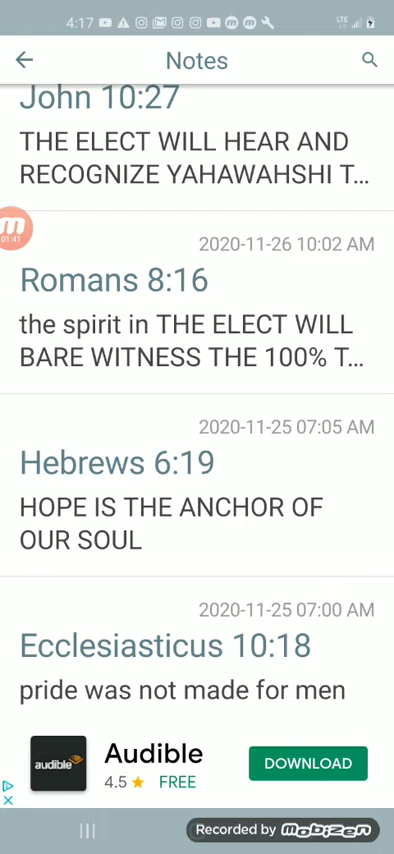 4:17
LTE
Notes
John 10:27
THE ELECT WILL HEAR AND
RECOGNIZE YAHAWAHSHI T...
01:41
2020-11-26 10:02 AM
Romans 8:16
the spirit in THE ELECT WILL
BARE WITNESS THE 100% T...
2020-11-25 07:05 AM
Hebrews 6:19
HOPE IS THE ANCHOR OF
OUR SOUL
2020-11-25 07:00 AM
Ecclesiasticus 10:18
pride was not made for men
audible
Audible
4.5 ★ FREE
DOWNLOAD
Recorded by mobizen